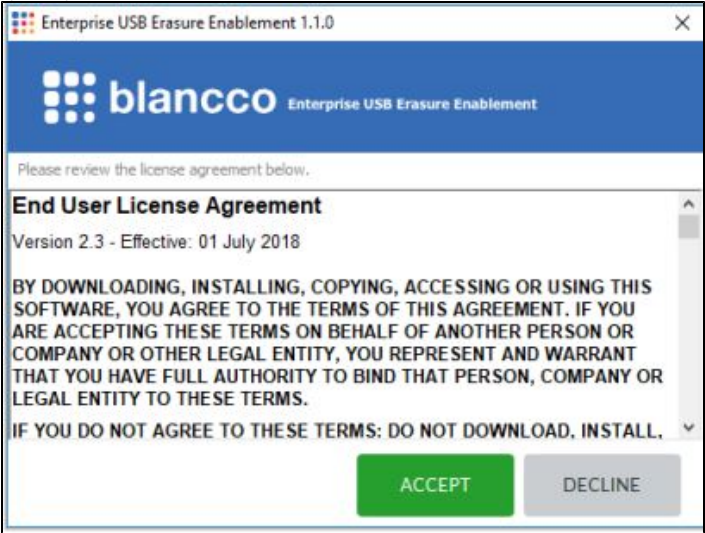 Enterprise USB Erasure Enablement 1.1.0
blancco Enterprise USB Erasure Enablement
Please review the license agreement below.
End User License Agreement
Version 2.3 - Effective: 01 July 2018
BY DOWNLOADING, INSTALLING, COPYING, ACCESSING OR USING THIS
SOFTWARE, YOU AGREE TO THE TERMS OF THIS AGREEMENT. IF YOU
ARE ACCEPTING THESE TERMS ON BEHALF OF ANOTHER PERSON OR
COMPANY OR OTHER LEGAL ENTITY, YOU REPRESENT AND WARRANT
THAT YOU HAVE FULL AUTHORITY TO BIND THAT PERSON, COMPANY OR
LEGAL ENTITY TO THESE TERMS.
IF YOU DO NOT AGREE TO THESE TERMS: DO NOT DOWNLOAD, INSTALL,
ACCEPT DECLINE